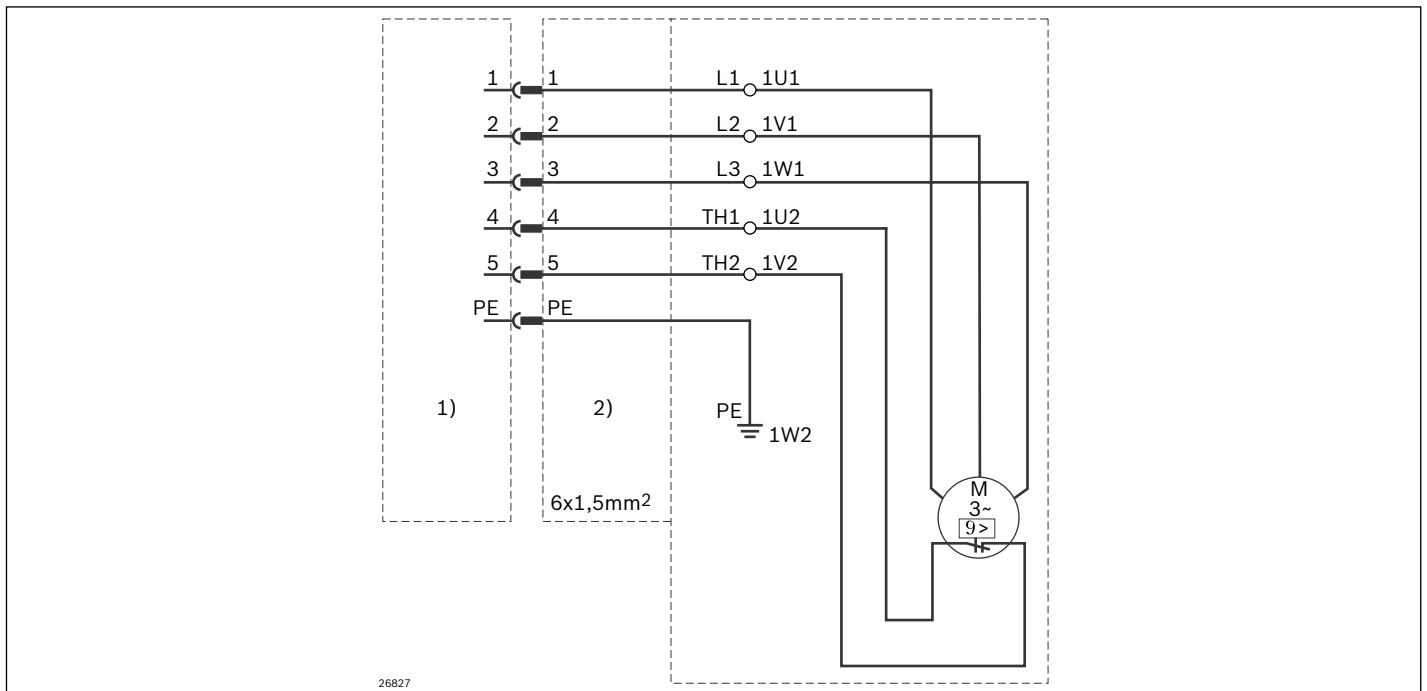 1 1 L1 1U1
2 2 L2 1V1
3 3 L3 1W1
4 4 TH1 1U2
5 5 TH2 1V2
PE PE
1) 2) PE
1W2
6x1,5mm2
M
3~
9>
26827